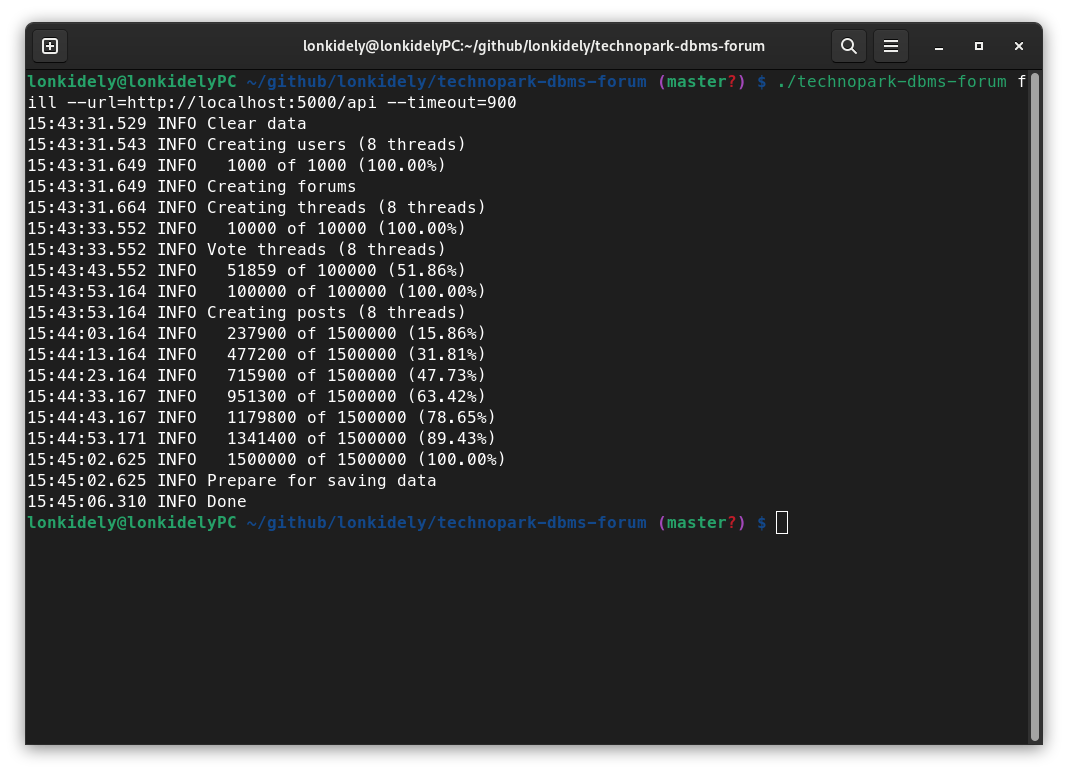 lonkidely@lonkidelyPC:~/github/lonkidely/technopark-dbms-forum
lonkidely@lonkidelyPC ~/github/lonkidely/technopark-dbms-forum (master?) $ ./technopark-dbms-forum f
ill --url=http://localhost:5000/api --timeout=900
15:43:31.529 INFO Clear data
15:43:31.543 INFO Creating users (8 threads)
15:43:31.649 INFO   1000 of 1000 (100.00%)
15:43:31.649 INFO Creating forums
15:43:31.664 INFO Creating threads (8 threads)
15:43:33.552 INFO   10000 of 10000 (100.00%)
15:43:33.552 INFO Vote threads (8 threads)
15:43:43.552 INFO   51859 of 100000 (51.86%)
15:43:53.164 INFO   100000 of 100000 (100.00%)
15:43:53.164 INFO Creating posts (8 threads)
15:44:03.164 INFO   237900 of 1500000 (15.86%)
15:44:13.164 INFO   477200 of 1500000 (31.81%)
15:44:23.164 INFO   715900 of 1500000 (47.73%)
15:44:33.167 INFO   951300 of 1500000 (63.42%)
15:44:43.167 INFO   1179800 of 1500000 (78.65%)
15:44:53.171 INFO   1341400 of 1500000 (89.43%)
15:45:02.625 INFO   1500000 of 1500000 (100.00%)
15:45:02.625 INFO Prepare for saving data
15:45:06.310 INFO Done
lonkidely@lonkidelyPC ~/github/lonkidely/technopark-dbms-forum (master?) $